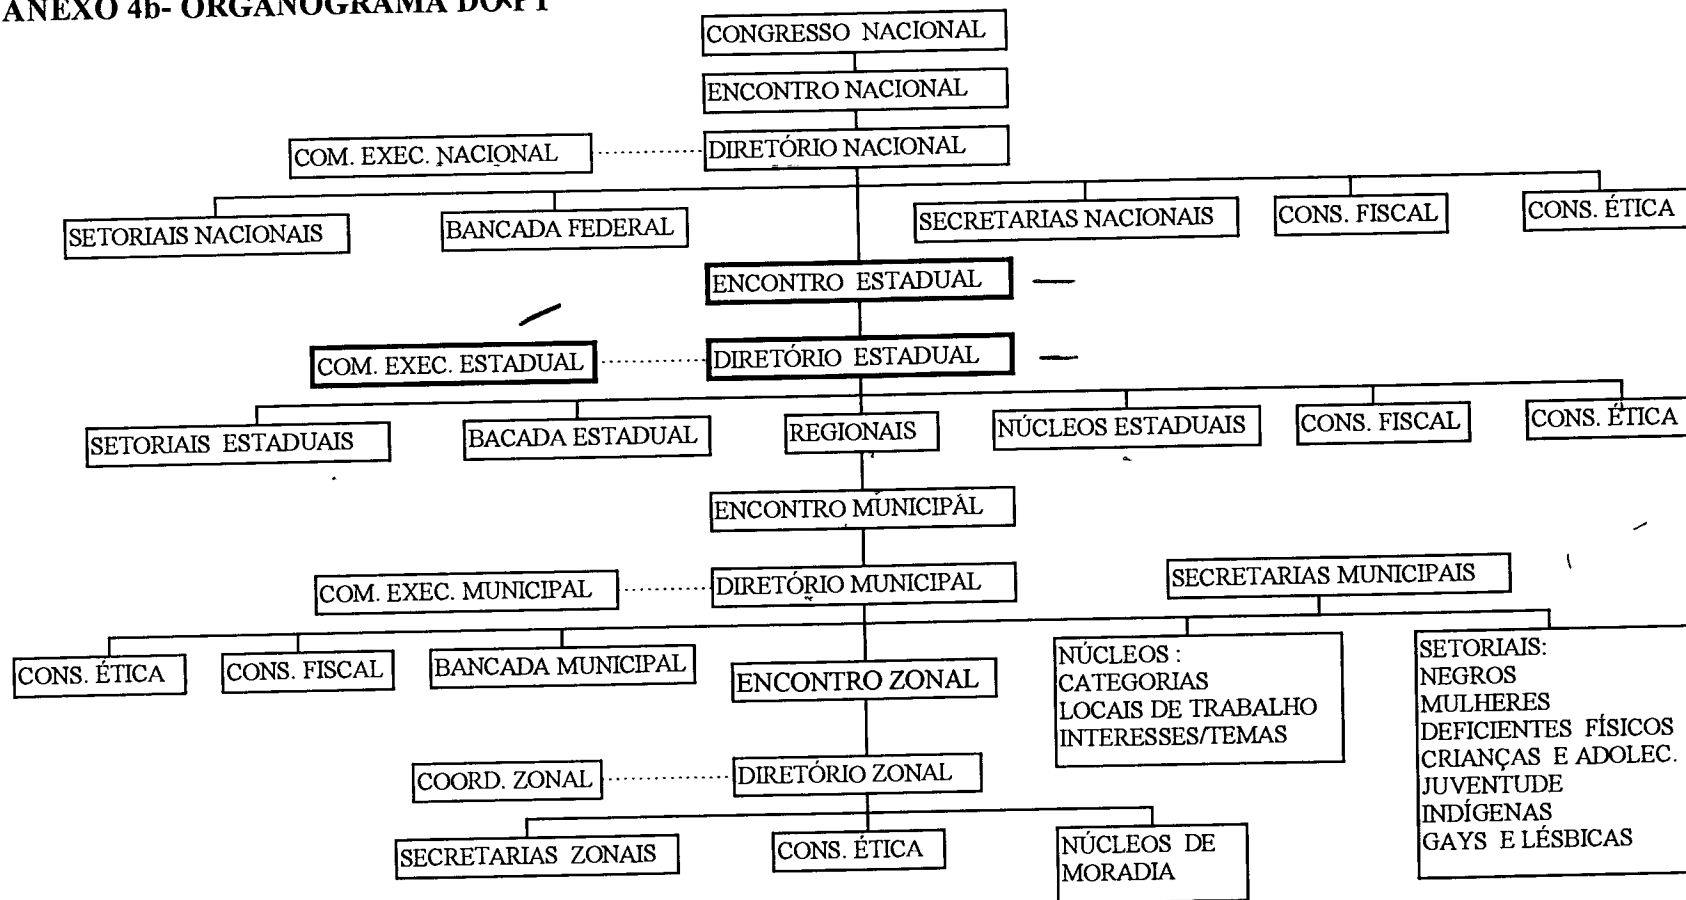 ANEXO 4b- ORGANOGRAMA DO PT
CONGRESSO NACIONAL
ENCONTRO NACIONAL
COM. EXEC. NACIONAL
DIRETÓRIO NACIONAL
SETORIAIS NACIONAIS
BANCADA FEDERAL
SECRETARIAS NACIONAIS
CONS. FISCAL
CONS. ÉTICA
ENCONTRO ESTADUAL
COM. EXEC. ESTADUAL
DIRETÓRIO ESTADUAL
SETORIAIS ESTADUAIS
BACADA ESTADUAL
REGIONAIS
NÚCLEOS ESTADUAIS
CONS. FISCAL
CONS. ÉTICA
ENCONTRO MUNICIPAL
COM. EXEC. MUNICIPAL
DIRETÓRIO MUNICIPAL
SECRETARIAS MUNICIPAIS
CONS. ÉTICA
CONS. FISCAL
BANCADA MUNICIPAL
ENCONTRO ZONAL
NÚCLEOS :
CATEGORIAS
LOCAIS DE TRABALHO
INTERESSES/TEMAS
SETORIAIS:
NEGROS
MULHERES
DEFICIENTES FÍSICOS
CRIANÇAS E ADOLEC.
JUVENTUDE
INDÍGENAS
GAYS E LÉSBICAS
COORD. ZONAL
DIRETÓRIO ZONAL
SECRETARIAS ZONAIS
CONS. ÉTICA
NÚCLEOS DE
MORADIA